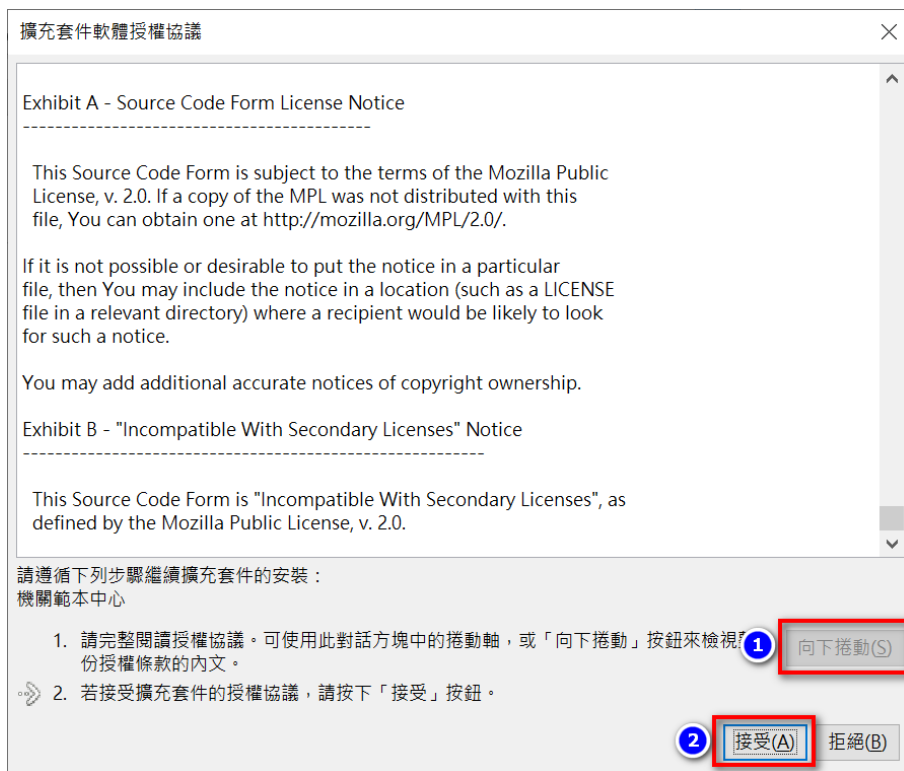 擴充套件軟體授權協議
Exhibit A - Source Code Form License Notice
-------------------------------------------
This Source Code Form is subject to the terms of the Mozilla Public
License, v. 2.0. If a copy of the MPL was not distributed with this
file, You can obtain one at http://mozilla.org/MPL/2.0/.
If it is not possible or desirable to put the notice in a particular
file, then You may include the notice in a location (such as a LICENSE
file in a relevant directory) where a recipient would be likely to look
for such a notice.
You may add additional accurate notices of copyright ownership.
Exhibit B - "Incompatible With Secondary Licenses" Notice
---------------------------------------------------------
This Source Code Form is "Incompatible With Secondary Licenses", as
defined by the Mozilla Public License, v. 2.0.
請遵循下列步驟繼續擴充套件的安裝：
機關範本中心
1. 請完整閱讀授權協議。可使用此對話方塊中的捲動軸，或「向下捲動」按鈕來檢視
份授權條款的內文。
1
向下捲動(S)
2. 若接受擴充套件的授權協議，請按下「接受」按鈕。
2
接受(A)
拒絕(B)